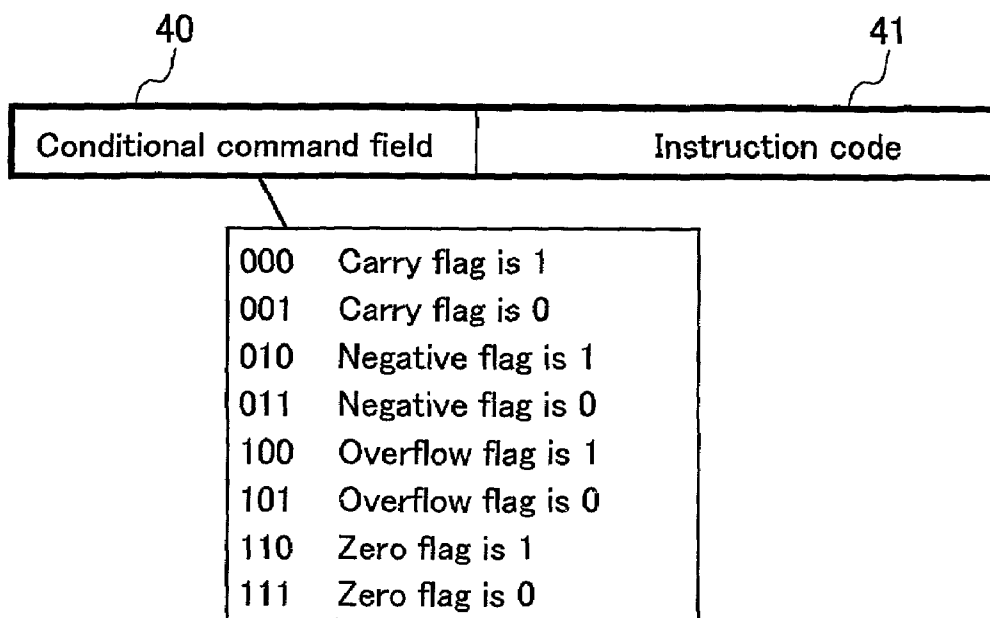 40 41
Conditional command field Instruction code
000 Carry flag is 1
001 Carry flag is 0
010 Negative flag is 1
011 Negative flag is 0
100 Overflow flag is 1
101 Overflow flag is 0
110 Zero flag is 1
111 Zero flag is 0